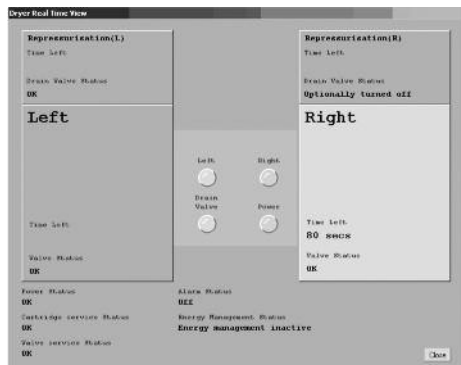 Dryer Real Time View
Repressurisation(L)
Time Left
Drain Valve Status
OK
Left
Time Left
Valve Status
OK
Repressurisation(R)
Time Left
Drain Valve Status
Optionally turned off
Right
Time Left
80 secs
Valve Status
OK
Left
Right
Drain
Valve
Power
Power Status
OK
Cartridge service Status
OK
Valve service Status
OK
Alarm Status
Off
Energy Management Status
Energy management inactive
Close